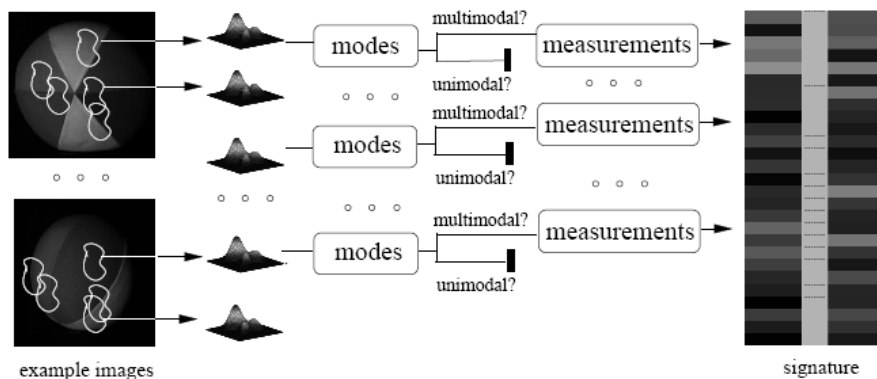 multimodal?
modes
measurements
unimodal?
multimodal?
modes
measurements
unimodal?
multimodal?
modes
measurements
unimodal?
example images
signature